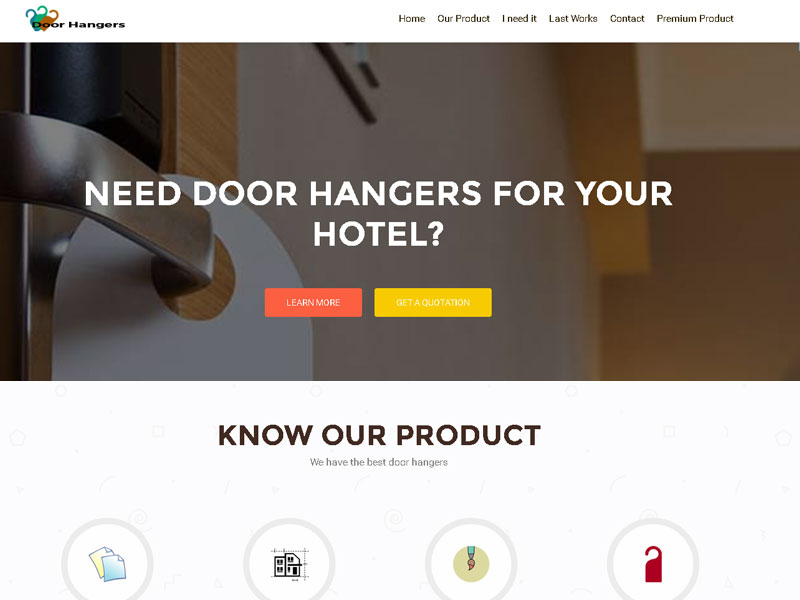 Door Hangers
Home Our Product I need it Last Works Contact Premium Product
NEED DOOR HANGERS FOR YOUR
HOTEL?
LEARN MORE GET A QUOTATION
KNOW OUR PRODUCT
We have the best door hangers